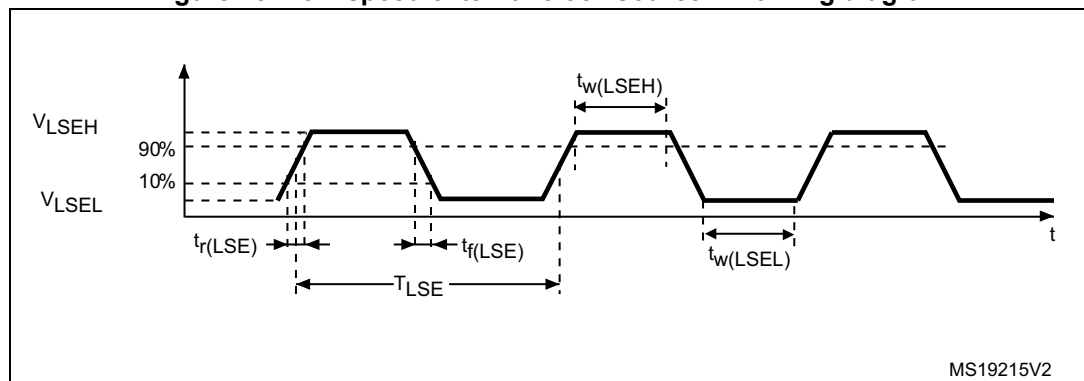 V_LSEH
90%
10%
V_LSEL
t_w(LSEH)
t_r(LSE)
t_f(LSE)
T_LSE
t_w(LSEL)
t
MS19215V2